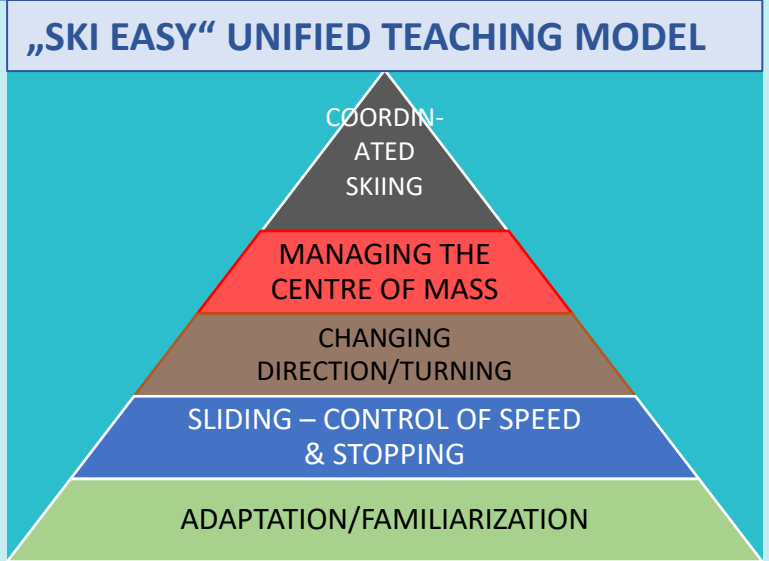 „SKI EASY“ UNIFIED TEACHING MODEL
COORDIN-
ATED
SKIING
MANAGING THE
CENTRE OF MASS
CHANGING
DIRECTION/TURNING
SLIDING – CONTROL OF SPEED
& STOPPING
ADAPTATION/FAMILIARIZATION